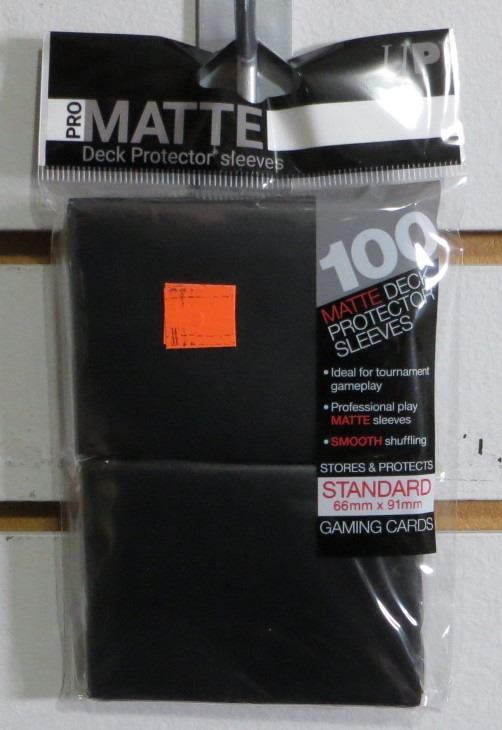 UP
PRO
MATTE
Deck Protector® sleeves
100
MATTE DECK
PROTECTOR
SLEEVES
• Ideal for tournament
gameplay
• Professional play
MATTE sleeves
• SMOOTH shuffling
STORES & PROTECTS
STANDARD
66mm x 91mm
GAMING CARDS